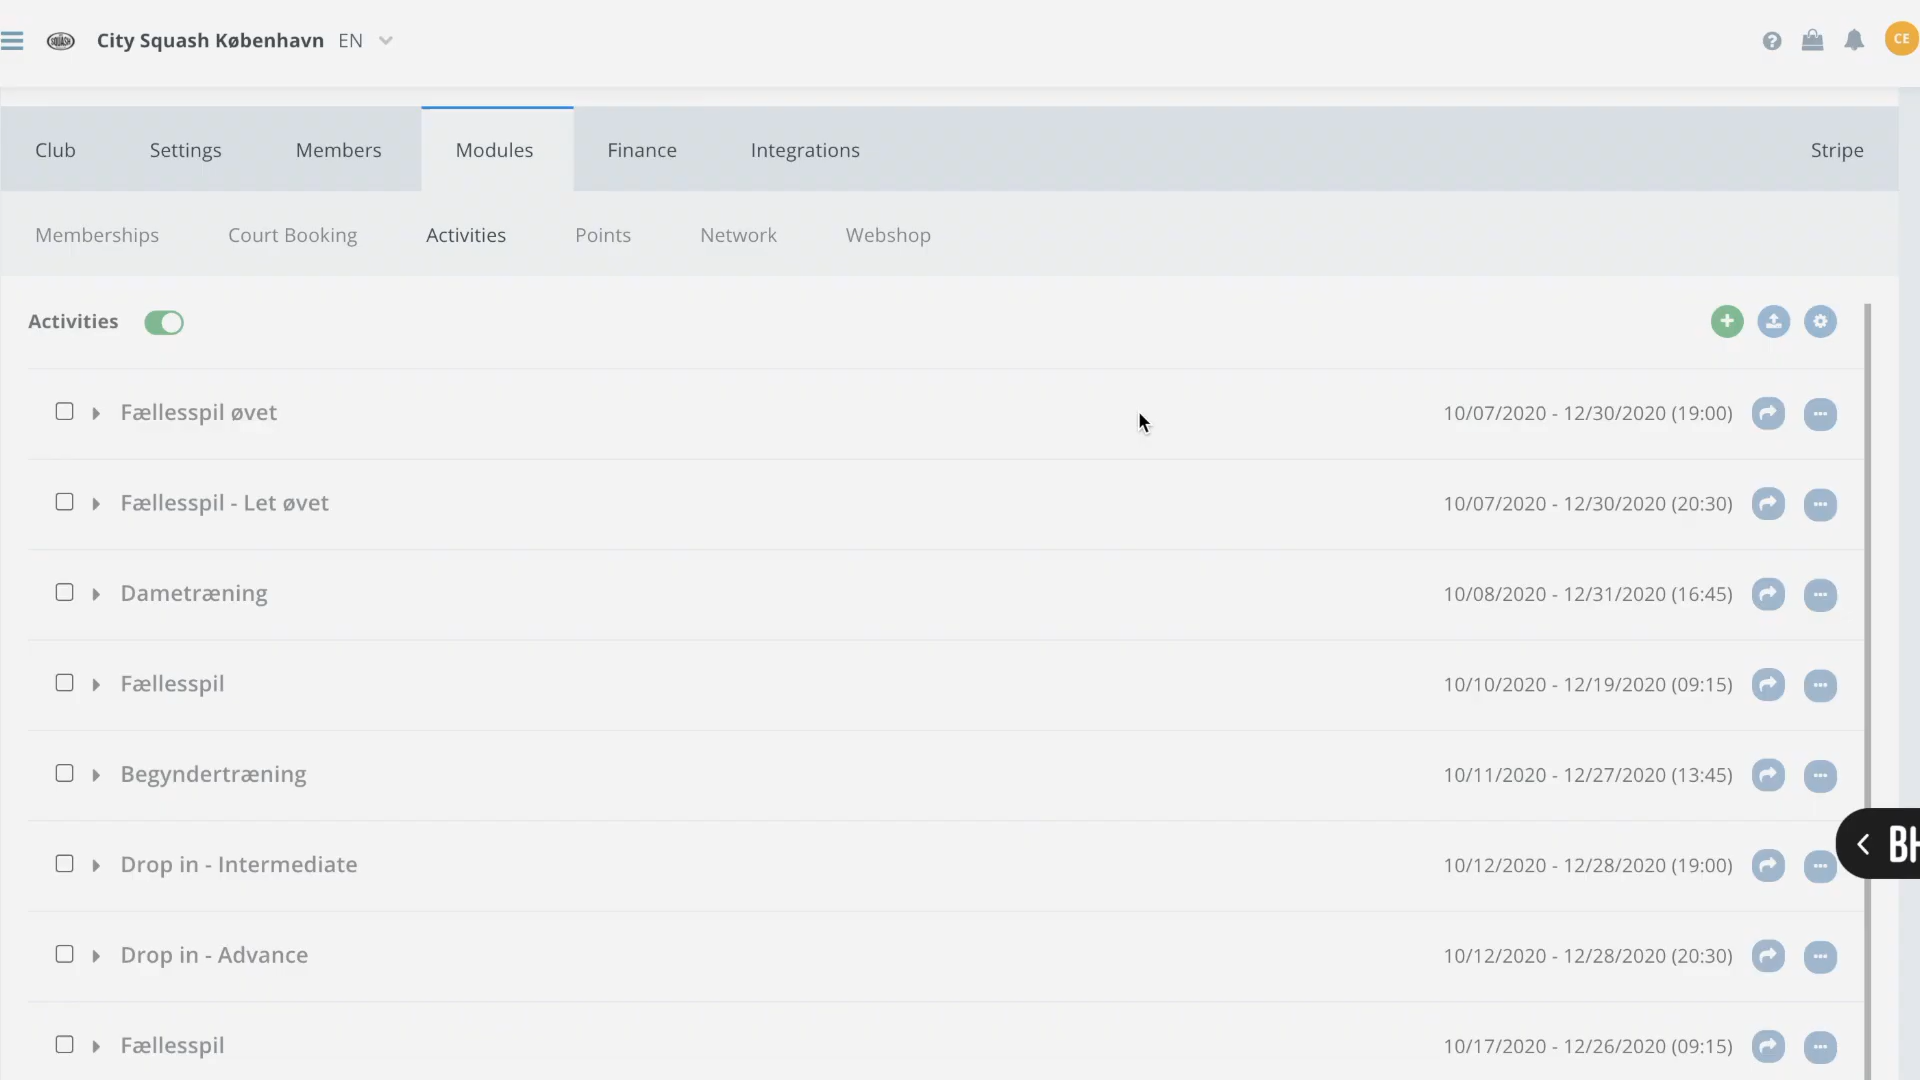 City Squash København EN
CE
Club Settings Members Modules Finance Integrations Stripe
Memberships Court Booking Activities Points Network Webshop
Activities
Fællesspil øvet 10/07/2020 - 12/30/2020 (19:00)
Fællesspil - Let øvet 10/07/2020 - 12/30/2020 (20:30)
Dametræning 10/08/2020 - 12/31/2020 (16:45)
Fællesspil 10/10/2020 - 12/19/2020 (09:15)
Begyndertræning 10/11/2020 - 12/27/2020 (13:45)
Drop in - Intermediate 10/12/2020 - 12/28/2020 (19:00)
Drop in - Advance 10/12/2020 - 12/28/2020 (20:30)
Fællesspil 10/17/2020 - 12/26/2020 (09:15)